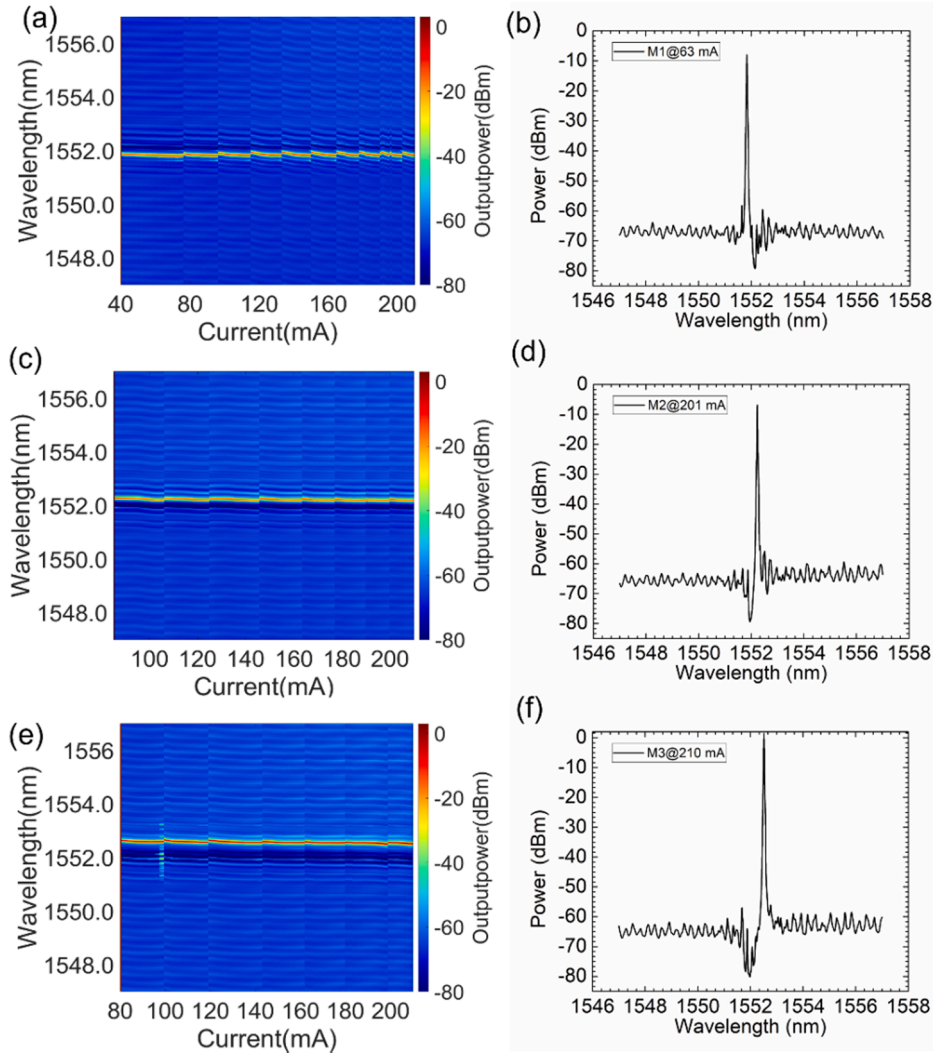 (a)
Wavelength(nm)
1556.0
1554.0
1552.0
1550.0
1548.0
40 80 120 160 200
Current(mA)
0
-20
-40
-60
-80
Outputpower(dBm)
(b)
Power (dBm)
0
-10
-20
-30
-40
-50
-60
-70
-80
M1@63 mA
1546 1548 1550 1552 1554 1556 1558
Wavelength (nm)
(c)
Wavelength(nm)
1556.0
1554.0
1552.0
1550.0
1548.0
100 120 140 160 180 200
Current(mA)
0
-20
-40
-60
-80
Outputpower(dBm)
(d)
Power (dBm)
0
-10
-20
-30
-40
-50
-60
-70
-80
M2@201 mA
1546 1548 1550 1552 1554 1556 1558
Wavelength (nm)
(e)
Wavelength(nm)
1556
1554.0
1552.0
1550.0
1548.0
80 100 120 140 160 180 200
Current(mA)
0
-20
-40
-60
-80
Outputpower(dBm)
(f)
Power (dBm)
0
-10
-20
-30
-40
-50
-60
-70
-80
M3@210 mA
1546 1548 1550 1552 1554 1556 1558
Wavelength (nm)